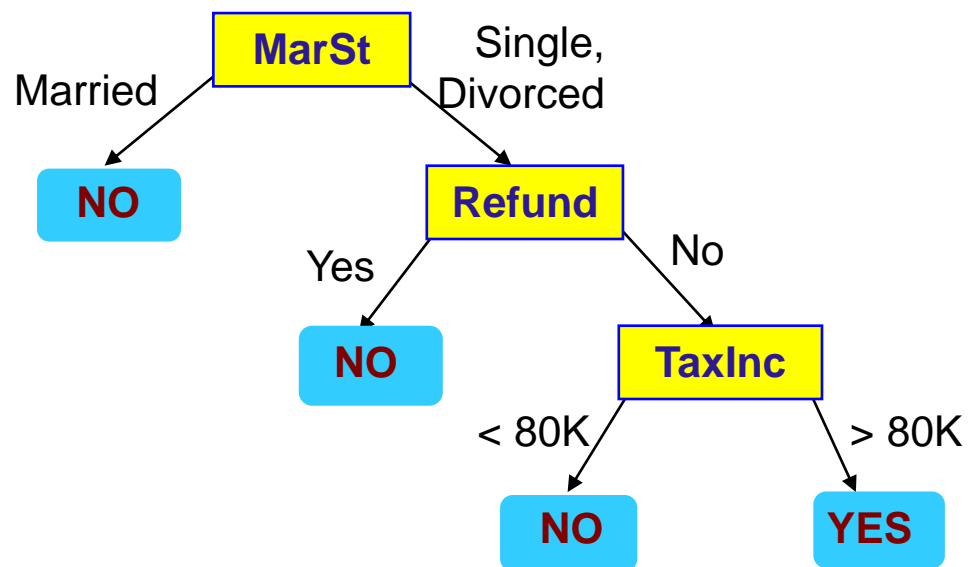 MarSt
Single,
Divorced
Married
NO
Refund
Yes
No
NO
TaxInc
< 80K
> 80K
NO
YES